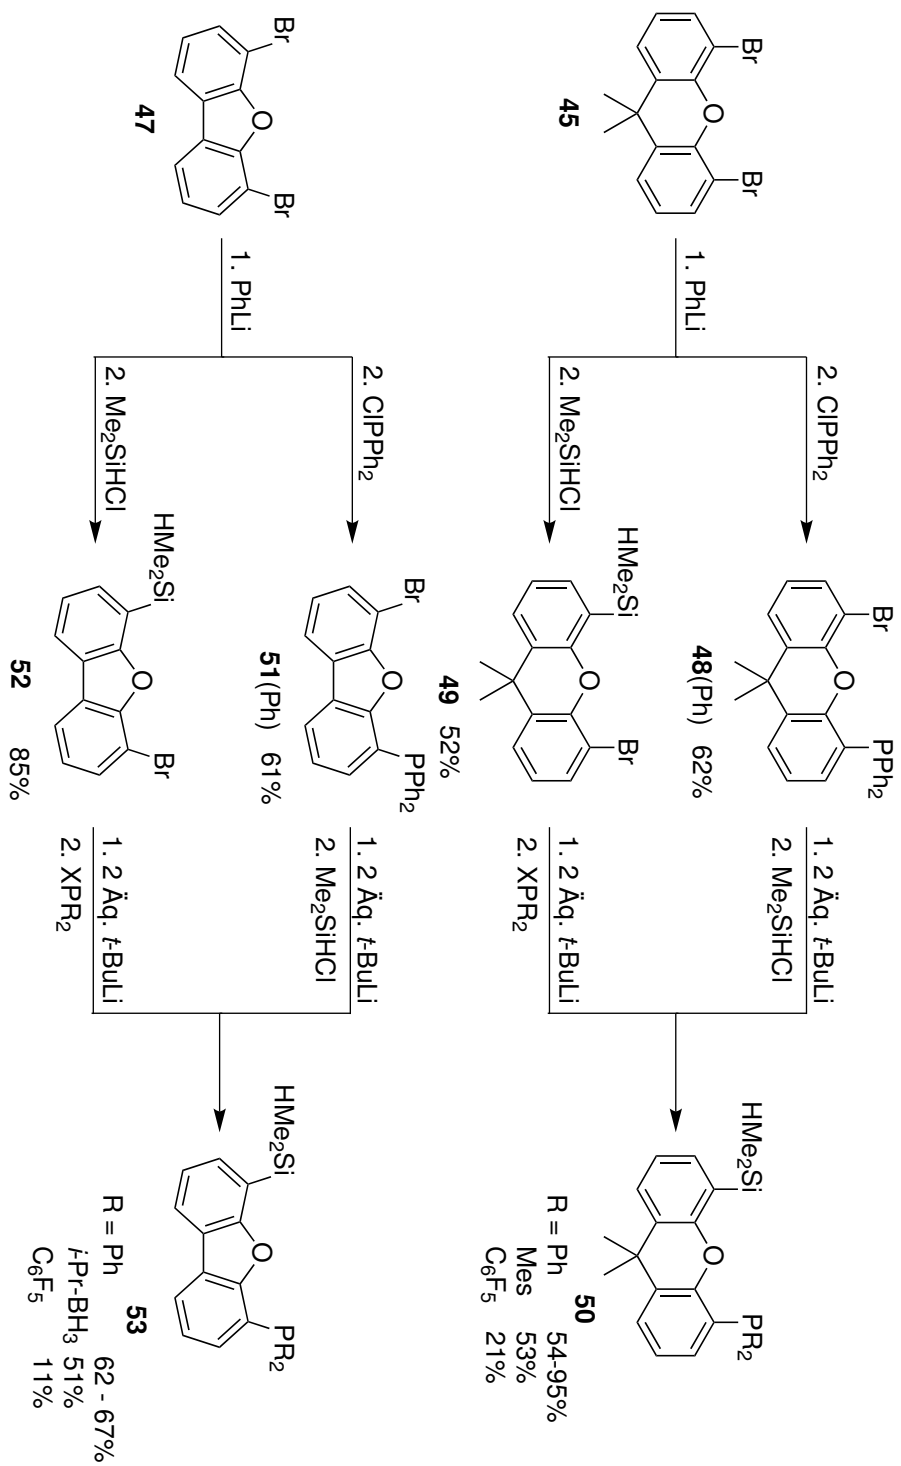 Br
O
Br
45
1. PhLi
2. ClPPh2
2. Me2SiHCl
Br
O
PPh2
48(Ph) 62%
HMe2Si
O
Br
49 52%
1. 2 Äq. t-BuLi
2. Me2SiHCl
1. 2 Äq. t-BuLi
2. XPR2
HMe2Si
O
PR2
50
R = Ph 54-95%
Mes 53%
C6F5 21%
Br
O
Br
47
1. PhLi
2. ClPPh2
2. Me2SiHCl
Br
O
PPh2
51(Ph) 61%
HMe2Si
O
Br
52 85%
1. 2 Äq. t-BuLi
2. Me2SiHCl
1. 2 Äq. t-BuLi
2. XPR2
HMe2Si
O
PR2
53
R = Ph 62 - 67%
i-Pr-BH3 51%
C6F5 11%